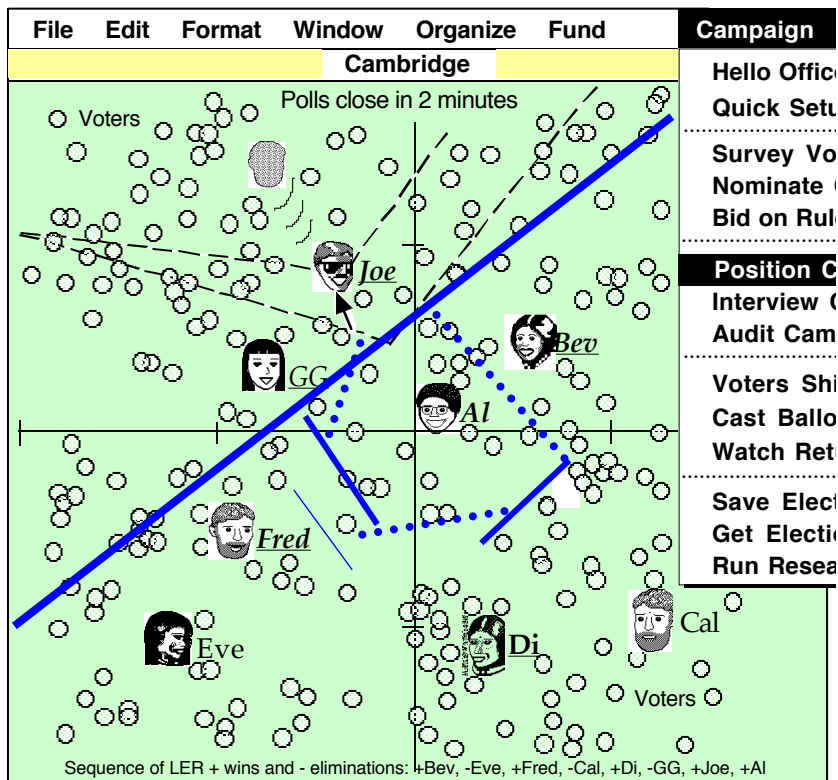 File Edit Format Window Organize Fund Campaign
Cambridge
Hello Offic
Quick Setu
Survey Vo
Nominate
Bid on Rul
Position C
Interview
Audit Cam
Voters Shi
Cast Ballo
Watch Retu
Save Elect
Get Electi
Run Resea
Polls close in 2 minutes
Voters
Joe
Bev
GG
Al
Fred
Eve
Di
Cal
Voters
Sequence of LER + wins and - eliminations: +Bev, -Eve, +Fred, -Cal, +Di, -GG, +Joe, +Al